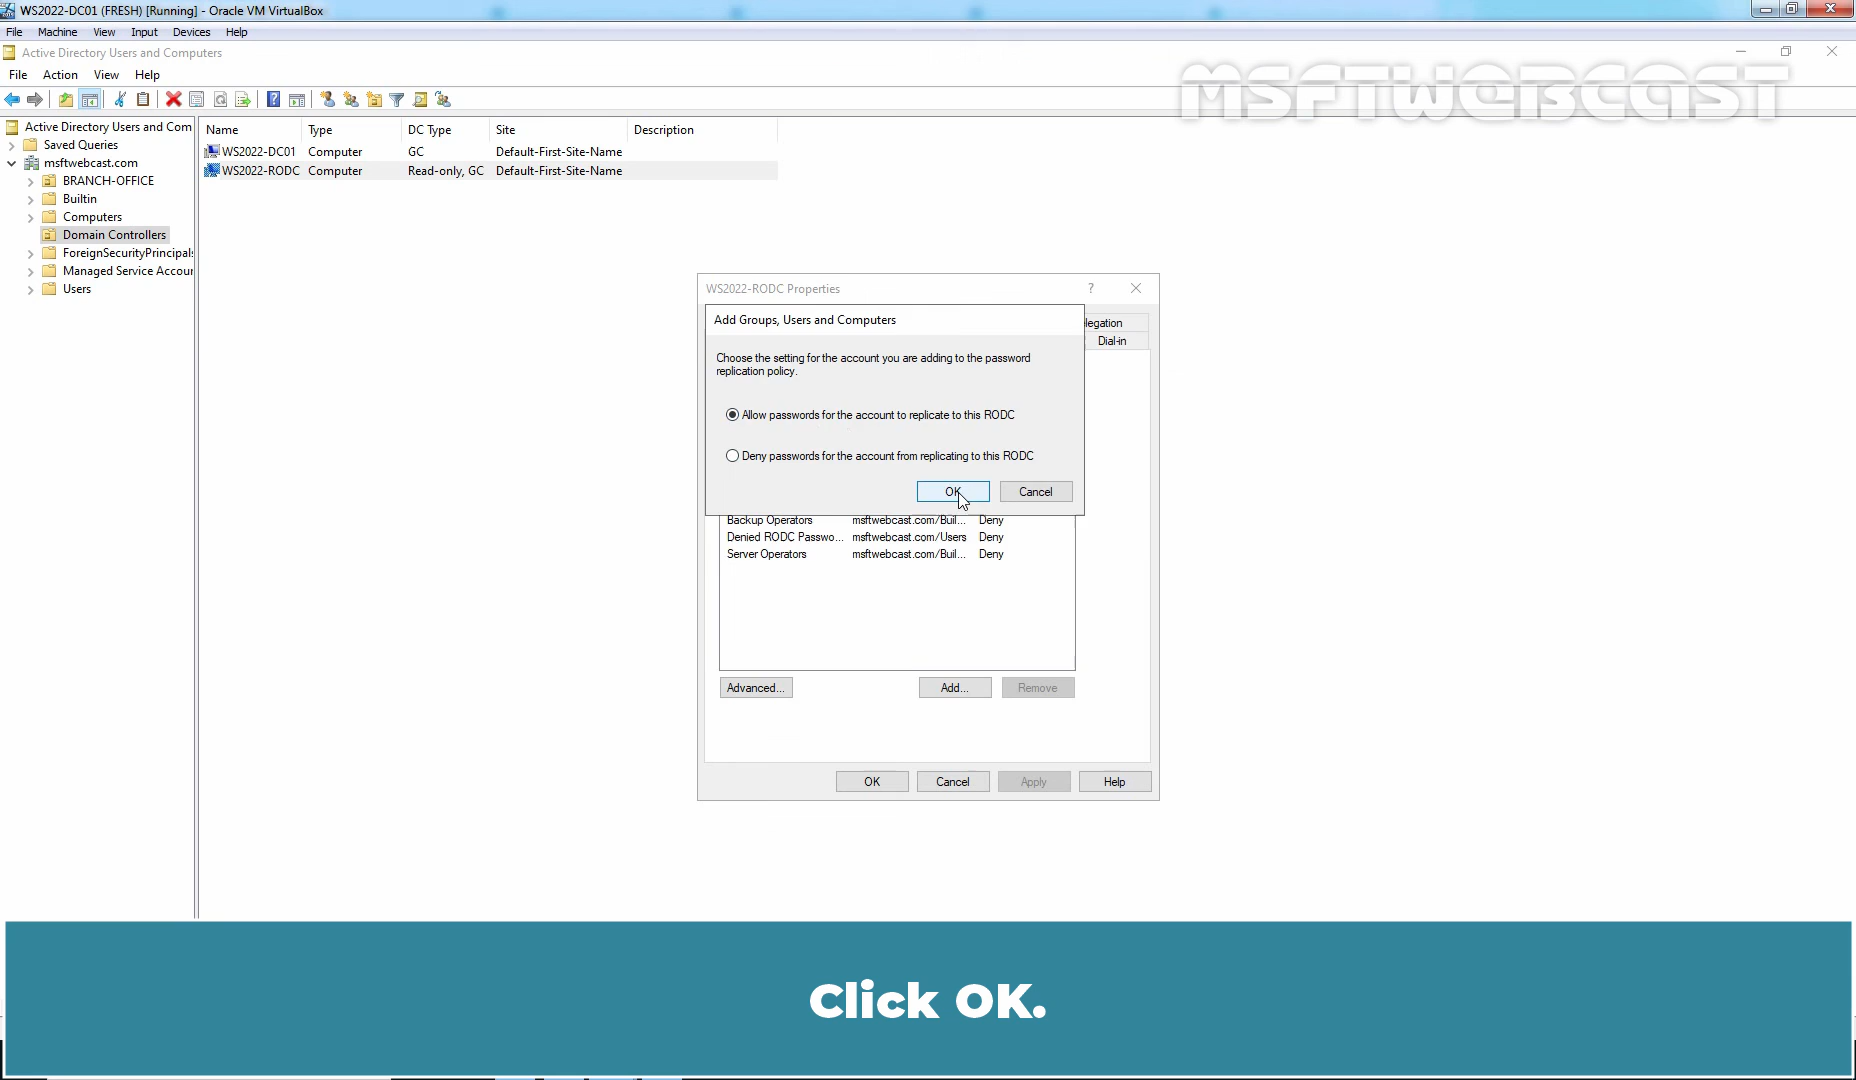 WS2022-DC01 (FRESH) [Running] - Oracle VM VirtualBox
File Machine View Input Devices Help
Active Directory Users and Computers
File Action View Help
MSFTWEBCAST
Active Directory Users and Com
Saved Queries
msftwebcast.com
BRANCH-OFFICE
Builtin
Computers
Domain Controllers
ForeignSecurityPrincipals
Managed Service Accour
Users
Name Type DC Type Site Description
WS2022-DC01 Computer GC Default-First-Site-Name
WS2022-RODC Computer Read-only, GC Default-First-Site-Name
WS2022-RODC Properties ?
Add Groups, Users and Computers
legation
Dial-in
Choose the setting for the account you are adding to the password
replication policy.
Allow passwords for the account to replicate to this RODC
Deny passwords for the account from replicating to this RODC
OK Cancel
Backup Operators msftwebcast.com/Buil... Deny
Denied RODC Passwo... msftwebcast.com/Users Deny
Server Operators msftwebcast.com/Buil... Deny
Advanced... Add... Remove
OK Cancel Apply Help
Click OK.